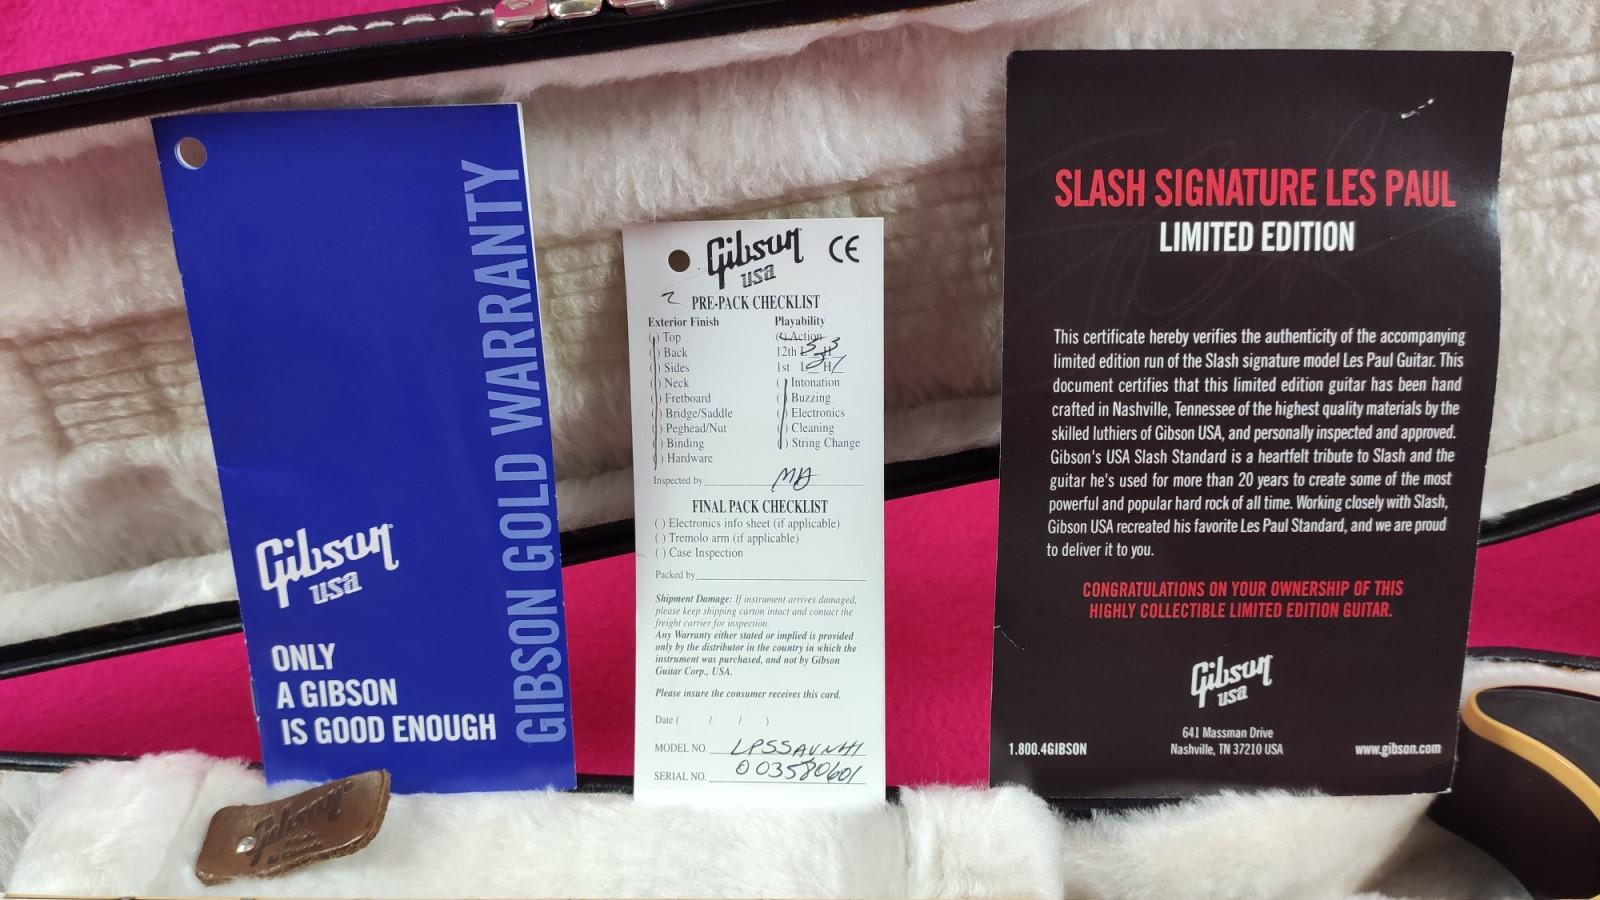 GIBSON GOLD WARRANTY
Gibson
usa
ONLY
A GIBSON
IS GOOD ENOUGH
Gibson
usa
CE
PRE-PACK CHECKLIST
Exterior Finish
( ) Top
( ) Back
( ) Sides
( ) Neck
( ) Fretboard
( ) Bridge/Saddle
( ) Peghead/Nut
( ) Binding
( ) Hardware
Playability
( ) Action
12th L H
1st L H
( ) Intonation
( ) Buzzing
( ) Electronics
( ) Cleaning
( ) String Change
Inspected by
FINAL PACK CHECKLIST
( ) Electronics info sheet (if applicable)
( ) Tremolo arm (if applicable)
( ) Case Inspection
Packed by
Shipment Damage: If instrument arrives damaged,
please keep shipping carton intact and contact the
freight carrier for inspection.
Any Warranty either stated or implied is provided
only by the distributor in the country in which the
instrument was purchased, and not by Gibson
Guitar Corp., USA.
Please insure the consumer receives this card.
Date ( / / )
MODEL NO. LPSSAVNH1
SERIAL NO. 003580601
SLASH SIGNATURE LES PAUL
LIMITED EDITION
This certificate hereby verifies the authenticity of the accompanying
limited edition run of the Slash signature model Les Paul Guitar. This
document certifies that this limited edition guitar has been hand
crafted in Nashville, Tennessee of the highest quality materials by the
skilled luthiers of Gibson USA, and personally inspected and approved.
Gibson's USA Slash Standard is a heartfelt tribute to Slash and the
guitar he's used for more than 20 years to create some of the most
powerful and popular hard rock of all time. Working closely with Slash,
Gibson USA recreated his favorite Les Paul Standard, and we are proud
to deliver it to you.
CONGRATULATIONS ON YOUR OWNERSHIP OF THIS
HIGHLY COLLECTIBLE LIMITED EDITION GUITAR.
Gibson
usa
1.800.4GIBSON
641 Massman Drive
Nashville, TN 37210 USA
www.gibson.com
Gibson